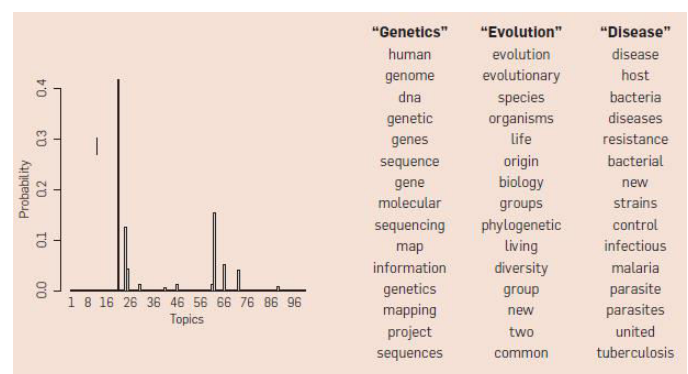 "Genetics" "Evolution" "Disease"
human evolution disease
genome evolutionary host
dna species bacteria
genetic organisms diseases
genes life resistance
sequence origin bacterial
gene biology new
molecular groups strains
sequencing phylogenetic control
map living infectious
information diversity malaria
genetics group parasite
mapping new parasites
project two united
sequences common tuberculosis
Probability
0.4
0.3
0.2
0.1
0.0
1 8 16 26 36 46 56 66 76 86 96
Topics